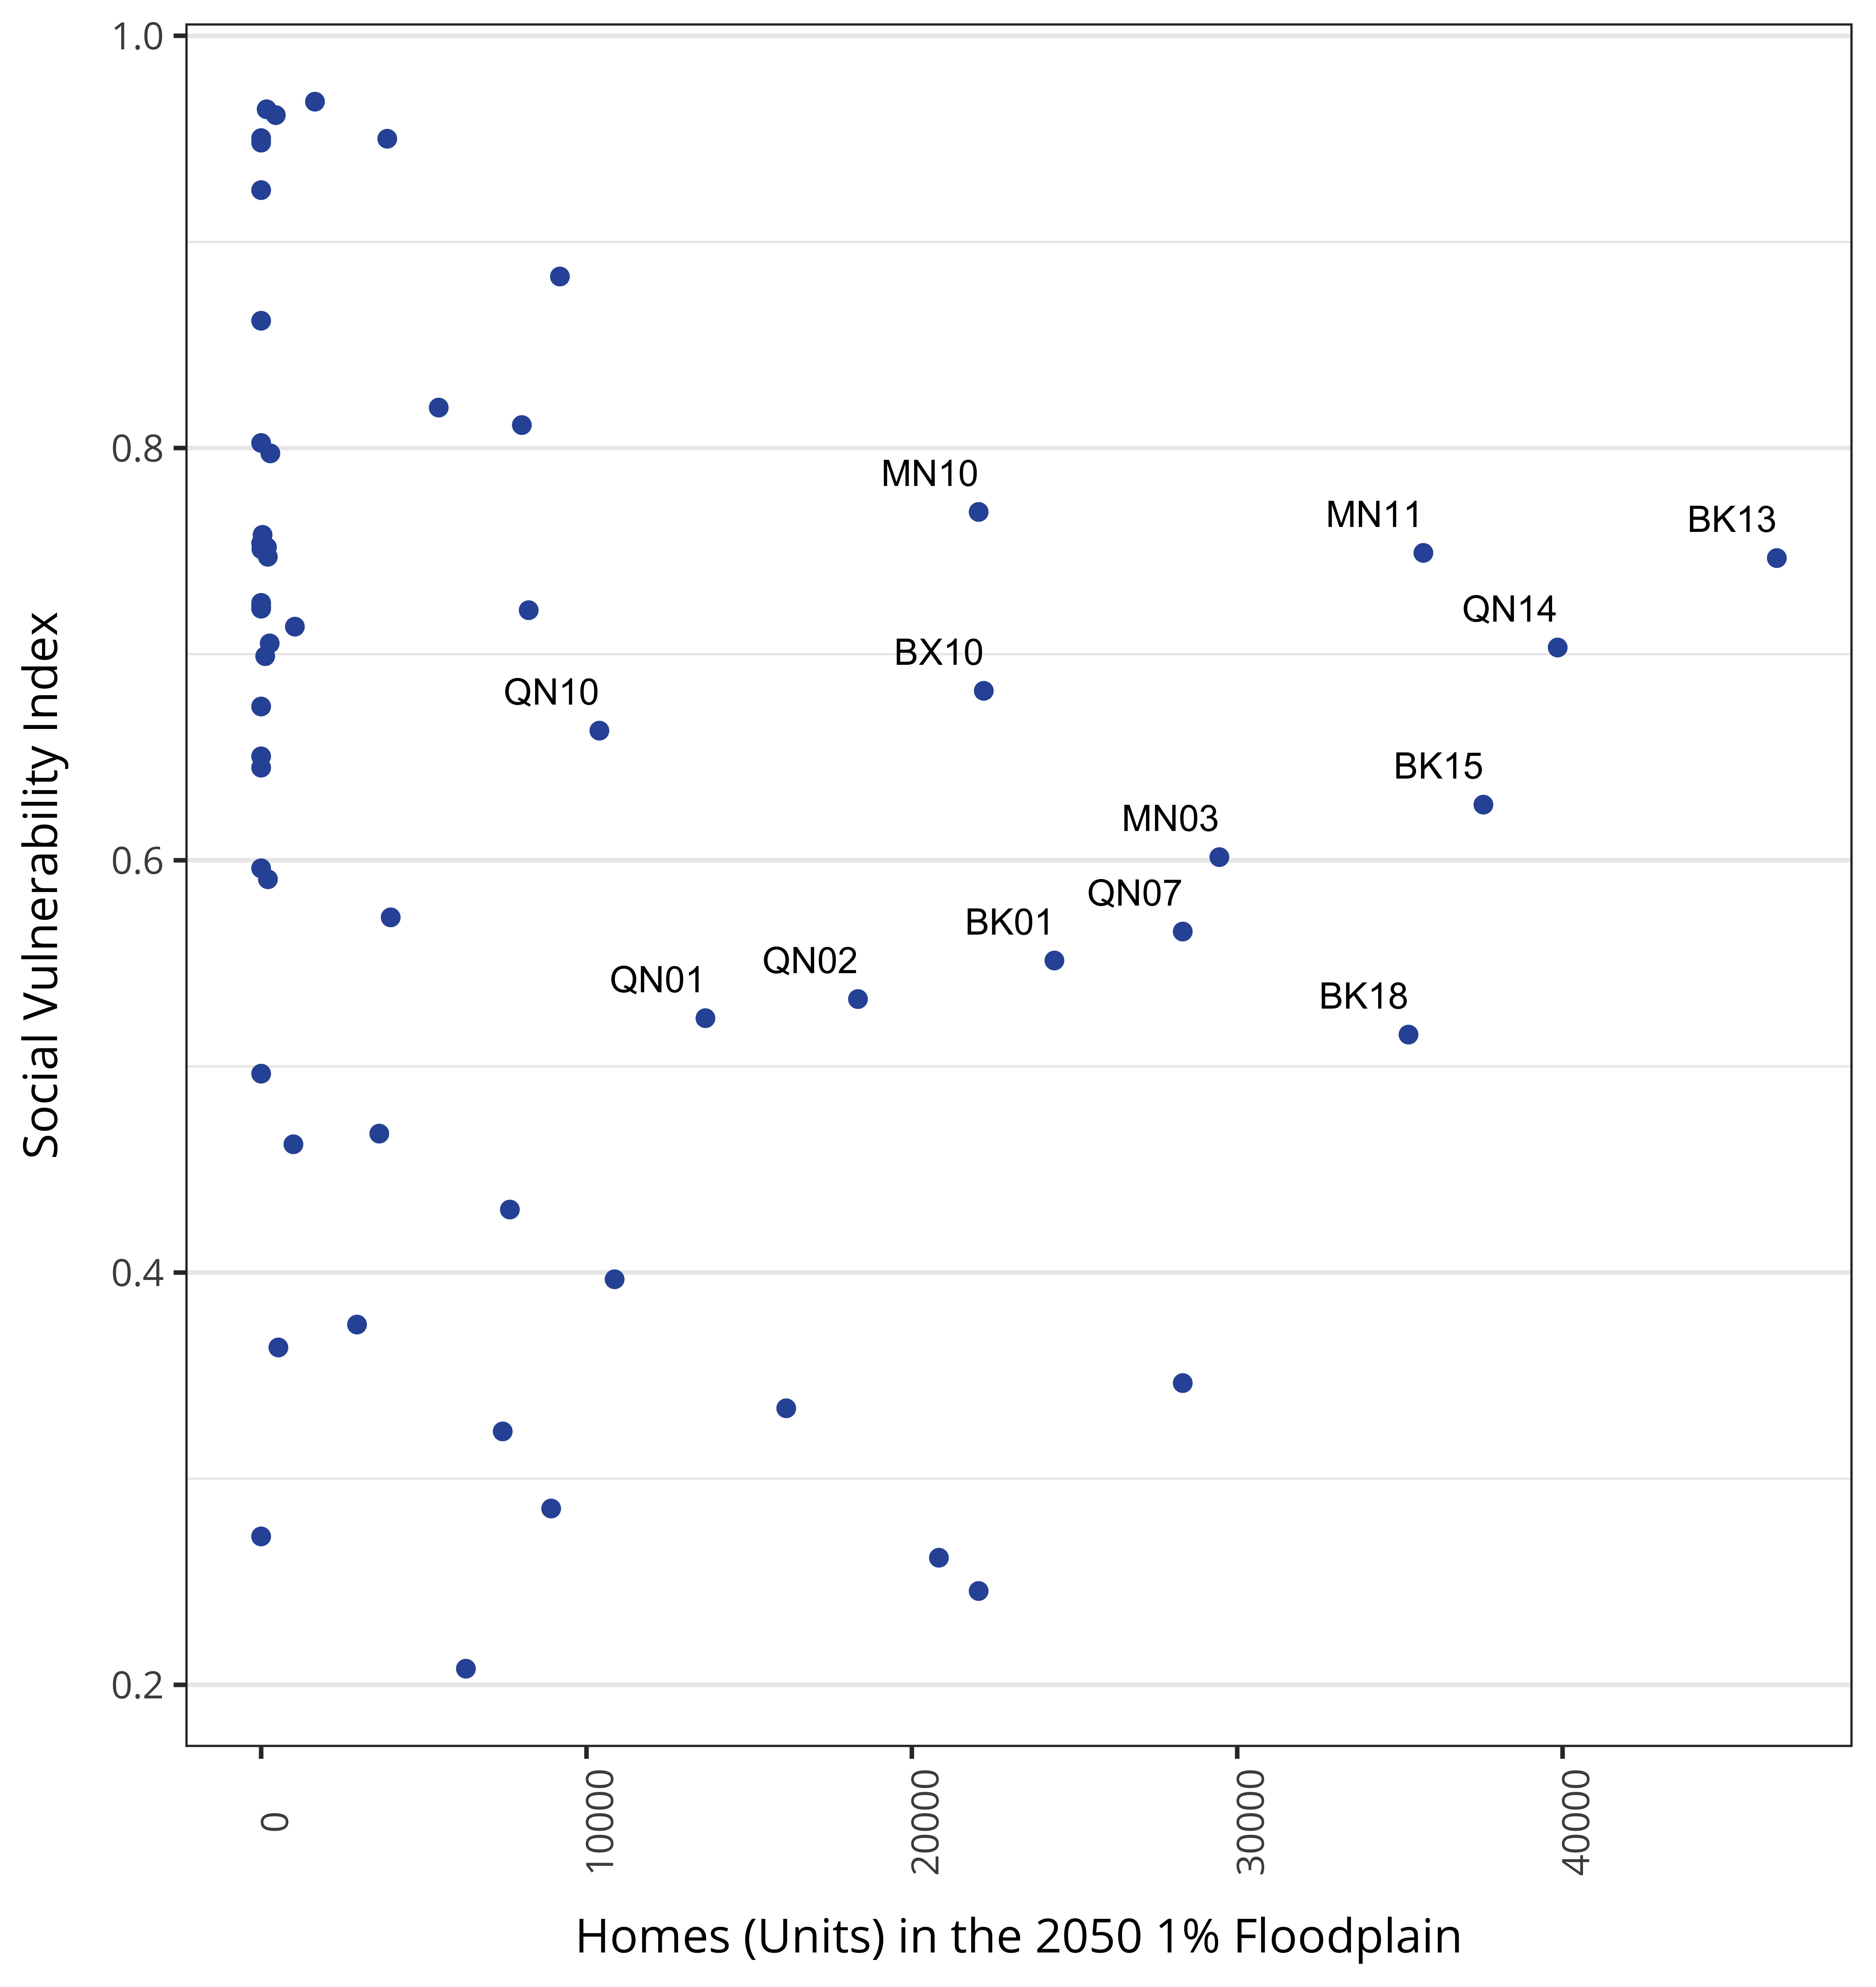 1.0
0.8
0.6
0.4
0.2
Social Vulnerability Index
MN10
MN11
BK13
QN14
BX10
QN10
BK15
MN03
QN07
BK01
QN02
QN01
BK18
0
10000
20000
30000
40000
Homes (Units) in the 2050 1% Floodplain